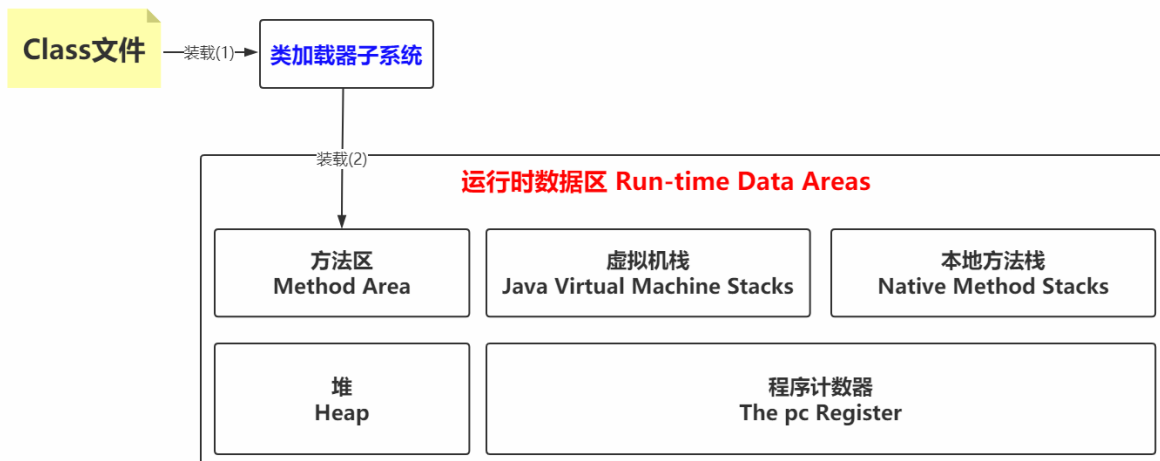 Class文件
装载(1)
类加载器子系统
装载(2)
运行时数据区 Run-time Data Areas
方法区
Method Area
虚拟机栈
Java Virtual Machine Stacks
本地方法栈
Native Method Stacks
堆
Heap
程序计数器
The pc Register